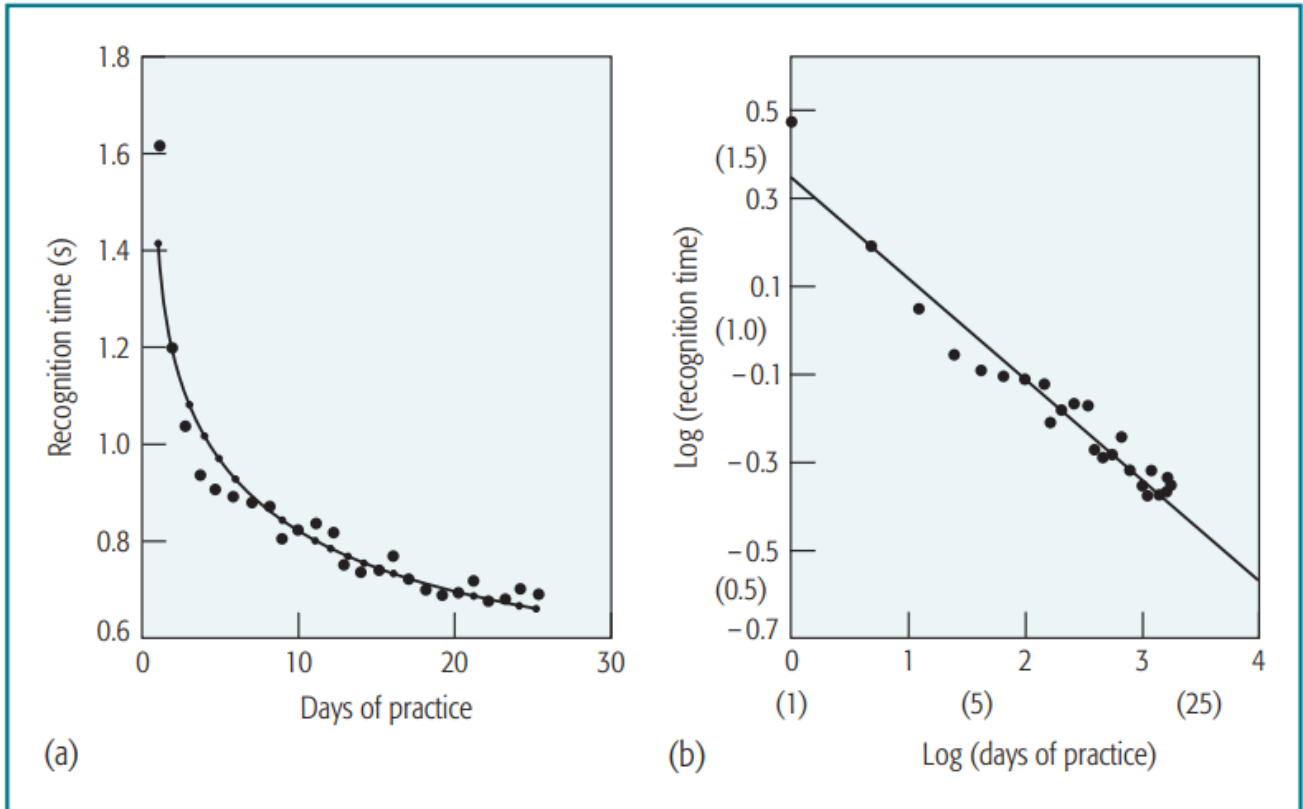 1.8
1.6
1.4
1.2
1.0
0.8
0.6
Recognition time (s)
0 10 20 30
Days of practice
(a)
0.5
(1.5)
0.3
0.1
(1.0)
−0.1
−0.3
−0.5
(0.5)
−0.7
Log (recognition time)
0 1 2 3 4
(1) (5) (25)
Log (days of practice)
(b)